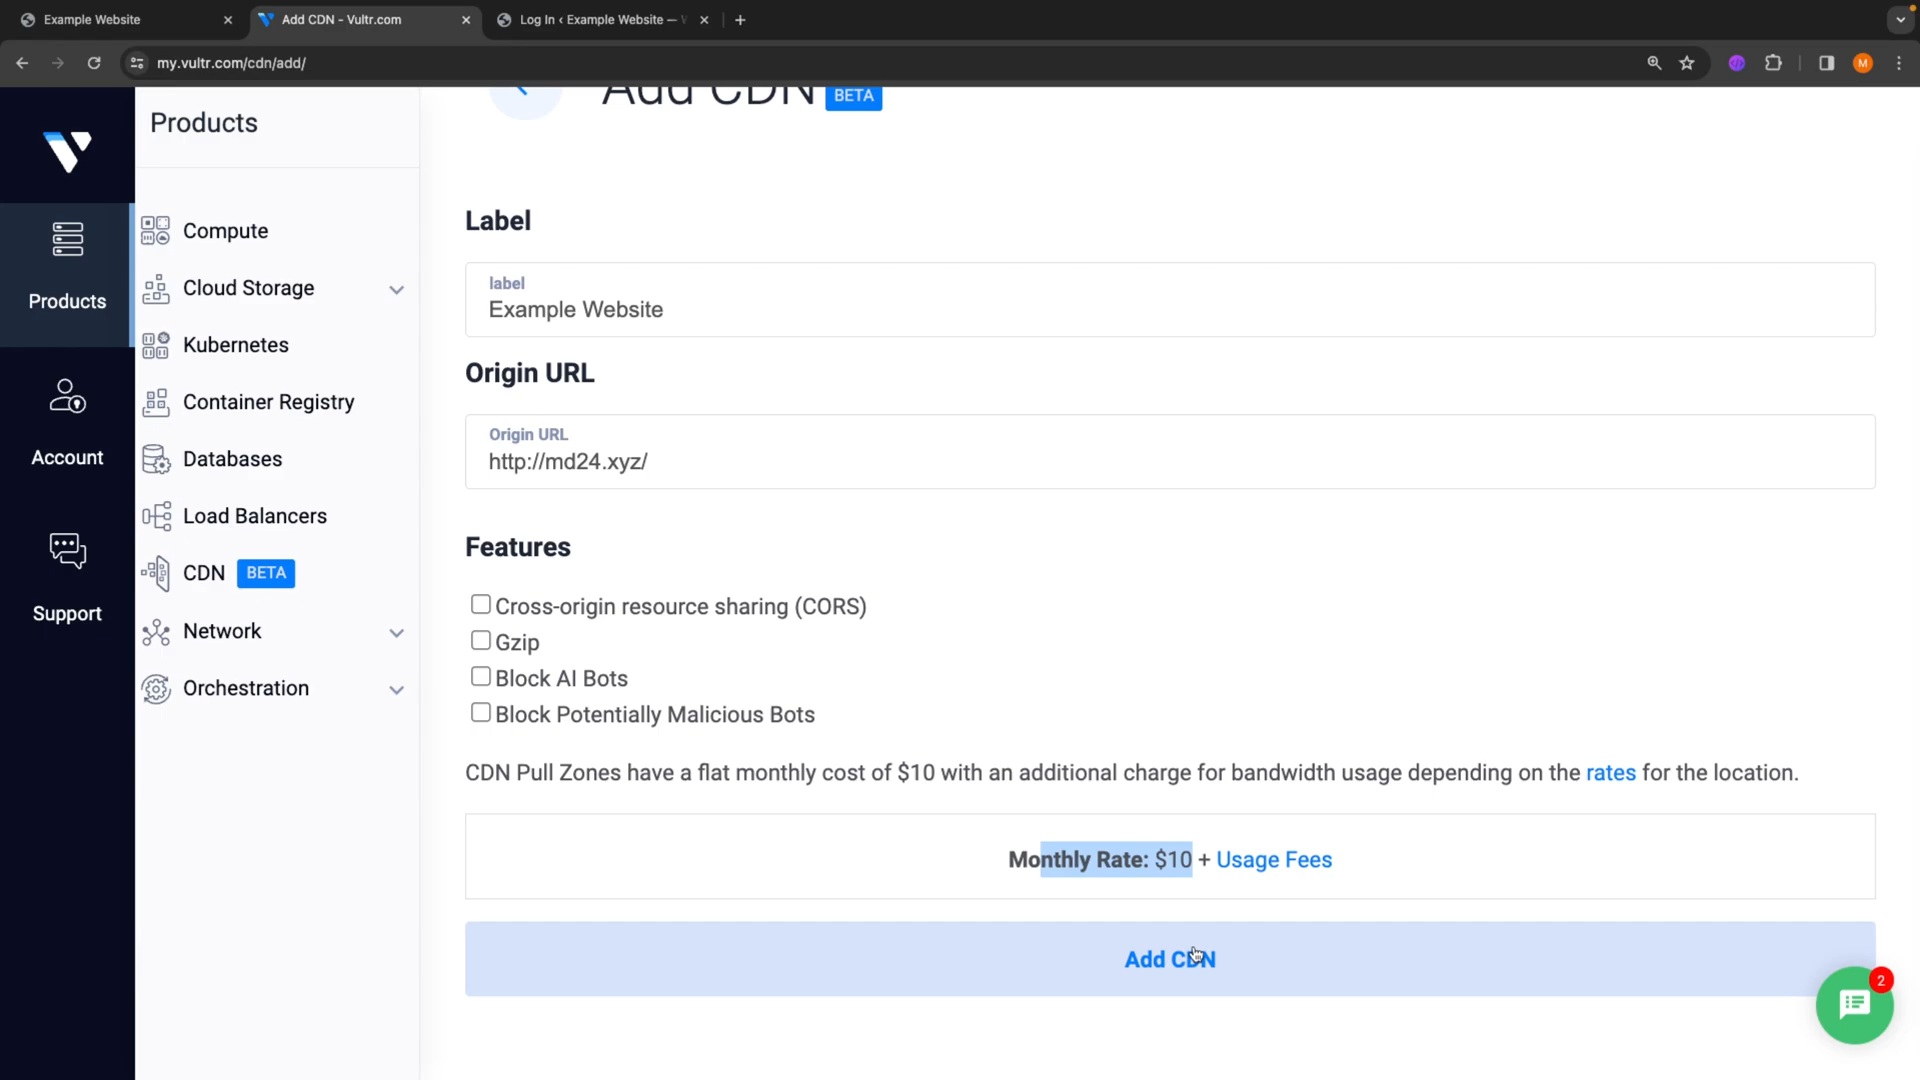 Example Website
Add CDN - Vultr.com
Log In ‹ Example Website —
my.vultr.com/cdn/add/
M
Products
Account
Support
Products
Compute
Cloud Storage
Kubernetes
Container Registry
Databases
Load Balancers
CDN BETA
Network
Orchestration
Add CDN BETA
Label
label
Example Website
Origin URL
Origin URL
http://md24.xyz/
Features
Cross-origin resource sharing (CORS)
Gzip
Block AI Bots
Block Potentially Malicious Bots
CDN Pull Zones have a flat monthly cost of $10 with an additional charge for bandwidth usage depending on the rates for the location.
Monthly Rate: $10 + Usage Fees
Add CDN
2